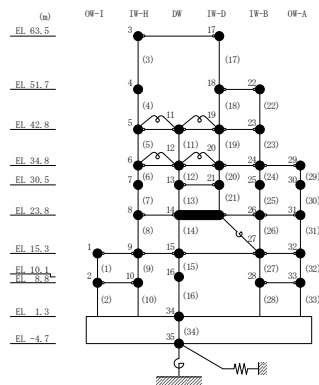 (m) OW-I IW-H DW IW-D IW-B OW-A
EL 63.5 3 17
(3) (17)
EL 51.7 4 18 22
(4) 11 19 (18) (22)
EL 42.8 5 23
(5) 12 (11) 20 (19) (23)
EL 34.8 6 24 29
(6) (12) (20) (24) (29)
EL 30.5 7 13 21 25 30
(7) (13) (21) (25) (30)
EL 23.8 8 14 26 31
(8) (14) (26) (31)
27
EL 15.3 1 9 15 32
(1) (9) (15) (27) (32)
EL 10.1 16
EL 8.8 2 10 28 33
(2) (10) (16) (28) (33)
EL 1.3 34
(34)
EL -4.7 35